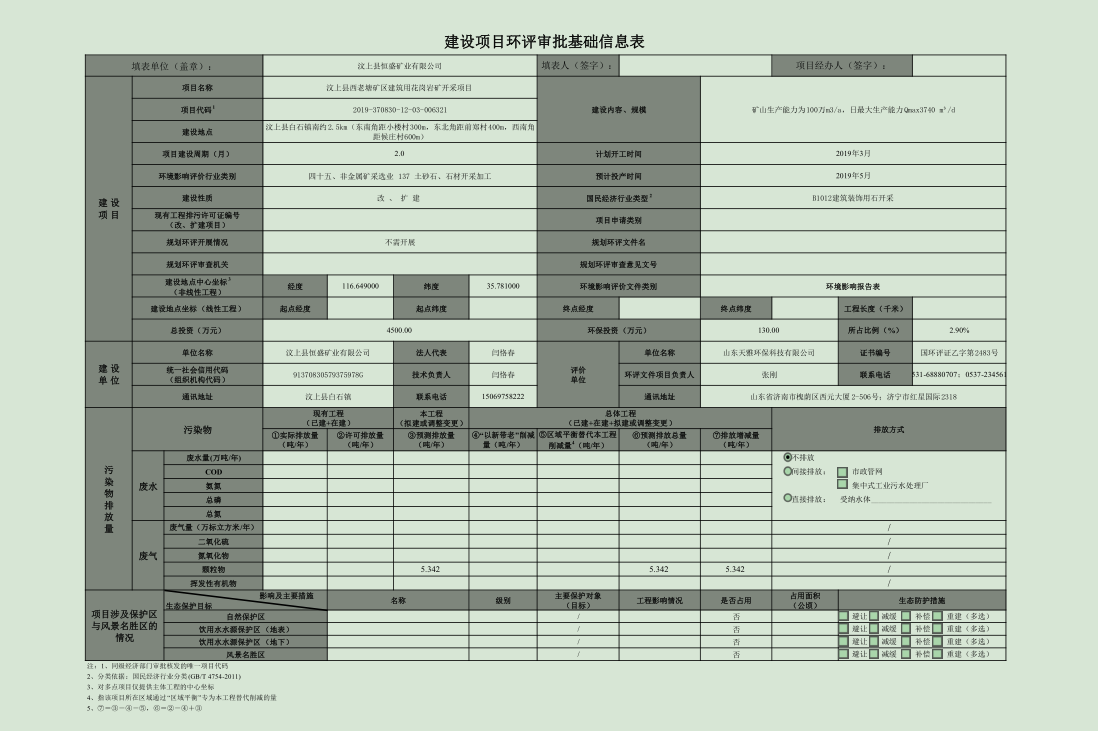 建设项目环评审批基础信息表
填表单位（盖章）： 汶上县恒盛矿业有限公司 填表人（签字）： 项目经办人（签字）：
建设项目
项目名称 汶上县西老塘矿区建筑用花岗岩矿开采项目
项目代码1 2019-370830-12-03-006321
建设内容、规模 矿山生产能力为100万m3/a，日最大生产能力Qmax3740 m³/d
建设地点 汶上县白石镇南约2.5km（东南角距小楼村300m，东北角距前郑村400m，西南角距候庄村600m）
项目建设周期（月） 2.0 计划开工时间 2019年3月
环境影响评价行业类别 四十五、非金属矿采选业 137 土砂石、石材开采加工 预计投产时间 2019年5月
建设性质 改 、 扩 建 国民经济行业类型2 B1012建筑装饰用石开采
现有工程排污许可证编号（改、扩建项目） 项目申请类别
规划环评开展情况 不需开展 规划环评文件名
规划环评审查机关 规划环评审查意见文号
建设地点中心坐标3（非线性工程） 经度 116.649000 纬度 35.781000 环境影响评价文件类别 环境影响报告表
建设地点坐标（线性工程） 起点经度 起点纬度 终点经度 终点纬度 工程长度（千米）
总投资（万元） 4500.00 环保投资（万元） 130.00 所占比例（%） 2.90%
建设单位
单位名称 汶上县恒盛矿业有限公司 法人代表 闫络春
评价单位
单位名称 山东天雅环保科技有限公司 证书编号 国环评证乙字第2483号
统一社会信用代码（组织机构代码） 91370830579375978G 技术负责人 闫络春 环评文件项目负责人 张刚 联系电话 531-68880707; 0537-234561
通讯地址 汶上县白石镇 联系电话 15069758222 通讯地址 山东省济南市槐荫区西元大厦2-506号；济宁市红星国际2318
污染物排放量
污染物 现有工程（已建+在建） 本工程（拟建或调整变更） 总体工程（已建+在建+拟建或调整变更） 排放方式
①实际排放量（吨/年） ②许可排放量（吨/年） ③预测排放量（吨/年） ④“以新带老”削减量（吨/年） ⑤区域平衡替代本工程削减量4（吨/年） ⑥预测排放总量（吨/年） ⑦排放增减量（吨/年）
废水
废水量(万吨/年) 不排放
COD 间接排放： 市政管网
氨氮 集中式工业污水处理厂
总磷 直接排放： 受纳水体
总氮
废气
废气量（万标立方米/年） /
二氧化硫 /
氮氧化物 /
颗粒物 5.342 5.342 5.342 /
挥发性有机物 /
项目涉及保护区与风景名胜区的情况
影响及主要措施
生态保护目标
名称 级别 主要保护对象（目标） 工程影响情况 是否占用 占用面积（公顷） 生态防护措施
自然保护区 / 否 避让 减缓 补偿 重建（多选）
饮用水水源保护区（地表） / 否 避让 减缓 补偿 重建（多选）
饮用水水源保护区（地下） / 否 避让 减缓 补偿 重建（多选）
风景名胜区 / 否 避让 减缓 补偿 重建（多选）
注：1、同级经济部门审批核发的唯一项目代码
2、分类依据：国民经济行业分类(GB/T 4754-2011)
3、对多点项目仅提供主体工程的中心坐标
4、指该项目所在区域通过“区域平衡”专为本工程替代削减的量
5、⑦＝③－④－⑤，⑥＝②－④＋③